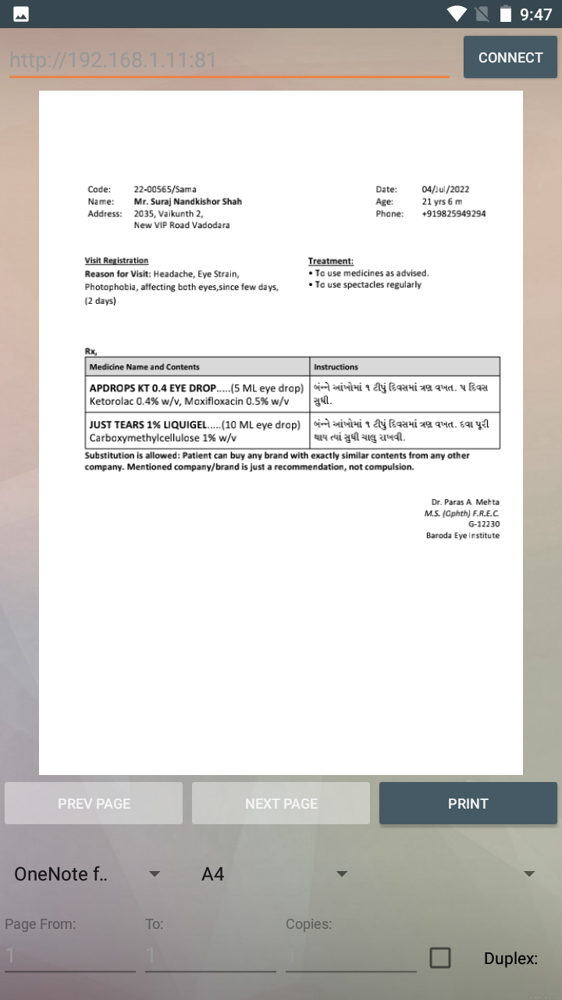 9:47
http://192.168.1.11:81
CONNECT
Code: 22-00565/Sama
Date: 04/Jul/2022
Name: Mr. Suraj Nandkishor Shah
Age: 21 yrs 6 m
Address: 2035, Vaikunth 2,
Phone: +919825949294
New VIP Road Vadodara
Visit Registration
Reason for Visit: Headache, Eye Strain,
Photophobia, affecting both eyes,since few days,
(2 days)
Treatment:
• To use medicines as advised.
• To use spectacles regularly
Rx,
Medicine Name and Contents
Instructions
APDROPS KT 0.4 EYE DROP.....(5 ML eye drop)
Ketorolac 0.4% w/v, Moxifloxacin 0.5% w/v
બંન્ને આંખોમાં ૧ ટીપું દિવસમાં ત્રણ વખત. ૫ દિવસ
સુધી.
JUST TEARS 1% LIQUIGEL.....(10 ML eye drop)
Carboxymethylcellulose 1% w/v
બંન્ને આંખોમાં ૧ ટીપું દિવસમાં ત્રણ વખત. દવા પૂરી
થાય ત્યાં સુધી ચાલુ રાખવી.
Substitution is allowed: Patient can buy any brand with exactly similar contents from any other
company. Mentioned company/brand is just a recommendation, not compulsion.
Dr. Paras A. Mehta
M.S. (Ophth) F.R.E.C.
G-12230
Baroda Eye Institute
PREV PAGE
NEXT PAGE
PRINT
OneNote f..
A4
Page From:
To:
Copies:
1
1
1
Duplex: